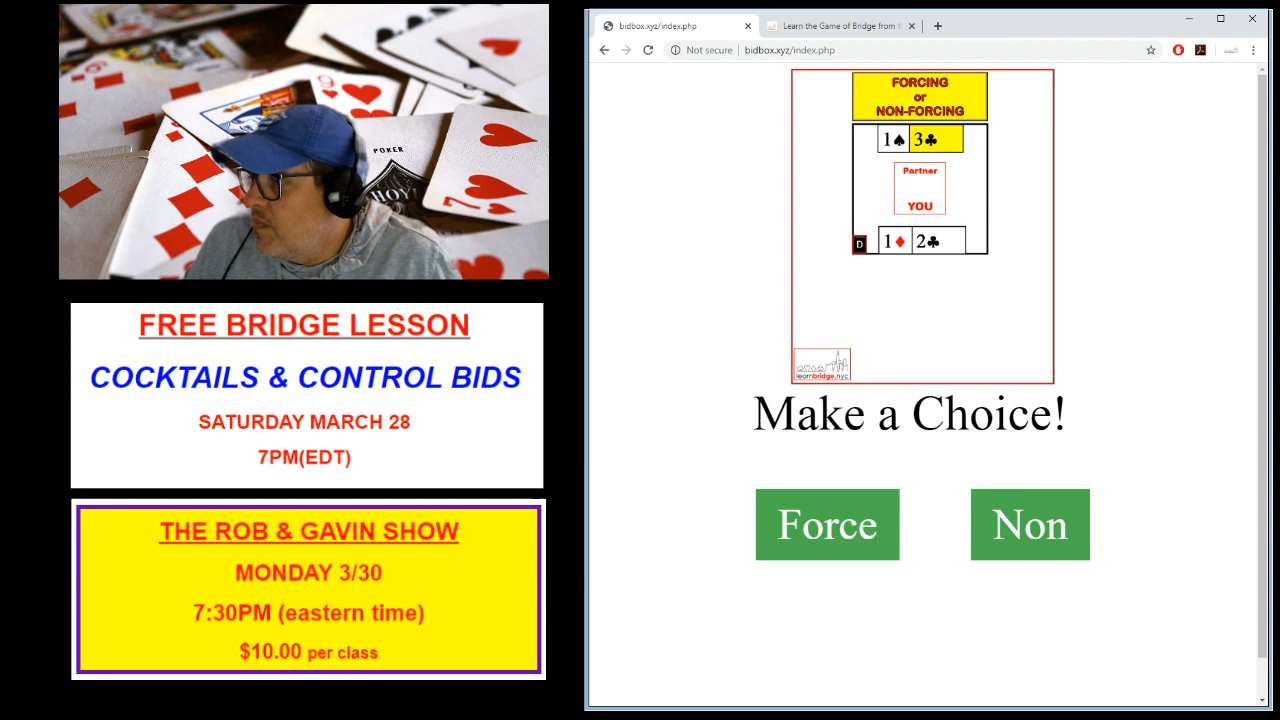 POKER
HOY
7
FREE BRIDGE LESSON
COCKTAILS & CONTROL BIDS
SATURDAY MARCH 28
7PM(EDT)
THE ROB & GAVIN SHOW
MONDAY 3/30
7:30PM (eastern time)
$10.00 per class
bidbox.xyz/index.php
Learn the Game of Bridge from t
Not secure
bidbox.xyz/index.php
FORCING
or
NON-FORCING
1♠ 3♣
Partner
YOU
D 1♦ 2♣
learnbridge.nyc
Make a Choice!
Force Non